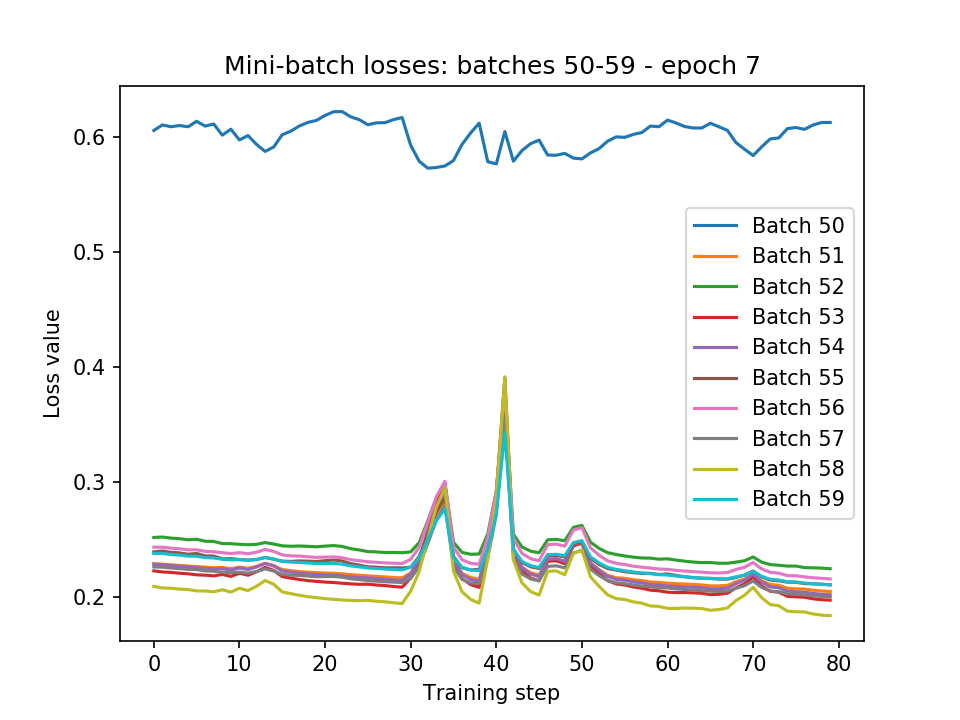 Mini-batch losses: batches 50-59 - epoch 7
0.6
0.5
0.4
0.3
0.2
Loss value
Batch 50
Batch 51
Batch 52
Batch 53
Batch 54
Batch 55
Batch 56
Batch 57
Batch 58
Batch 59
0 10 20 30 40 50 60 70 80
Training step